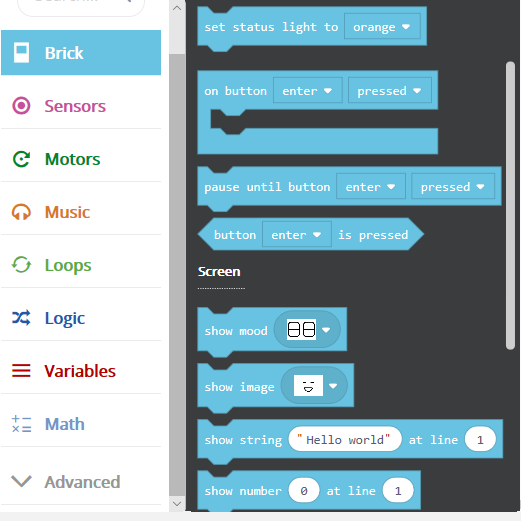 Search...
Brick
Sensors
Motors
Music
Loops
Logic
Variables
Math
Advanced
set status light to orange
on button enter pressed
pause until button enter pressed
button enter is pressed
Screen
show mood
show image
show string "Hello world" at line 1
show number 0 at line 1